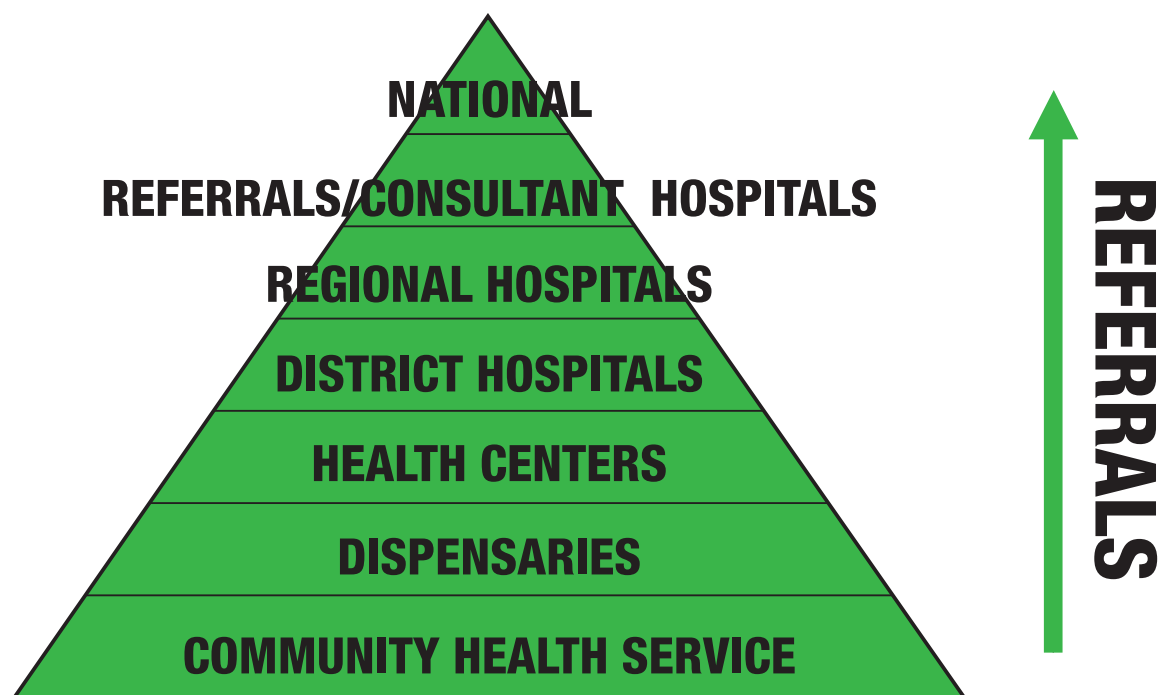 NATIONAL
REFERRALS/CONSULTANT HOSPITALS
REGIONAL HOSPITALS
DISTRICT HOSPITALS
HEALTH CENTERS
DISPENSARIES
COMMUNITY HEALTH SERVICE
REFERRALS